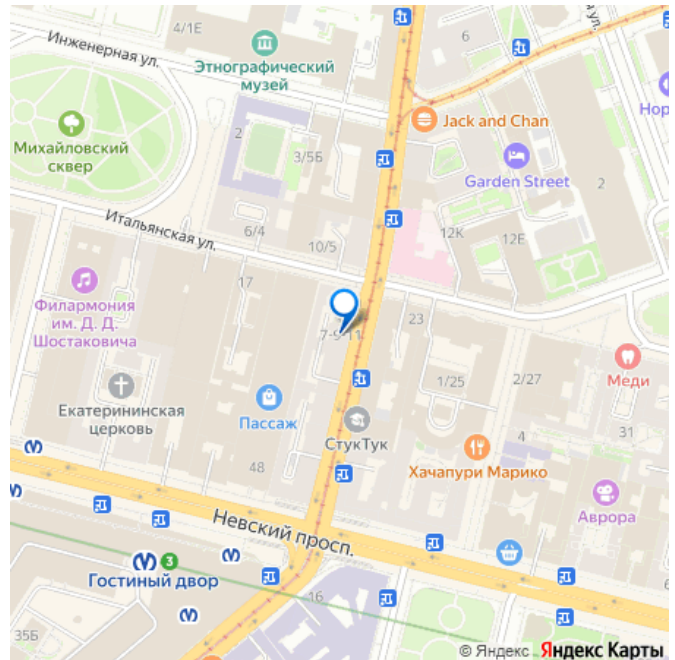 4/1Е
Инженерная ул.
Этнографический
музей
6
ул.
Jack and Chan
Нор
Михайловский
сквер
2
3/5Б
Garden Street
2
Итальянская ул.
6/4
10/5
12К
12Е
17
Филармония
им. Д. Д.
Шостаковича
7-9-11
23
Меди
1/25
2/27
Екатерининская
церковь
Пассаж
СтукТук
31
4
Хачапури Марико
48
Аврора
Невский просп.
3
Гостиный двор
16
6
35Б
© Яндекс Яндекс Карты